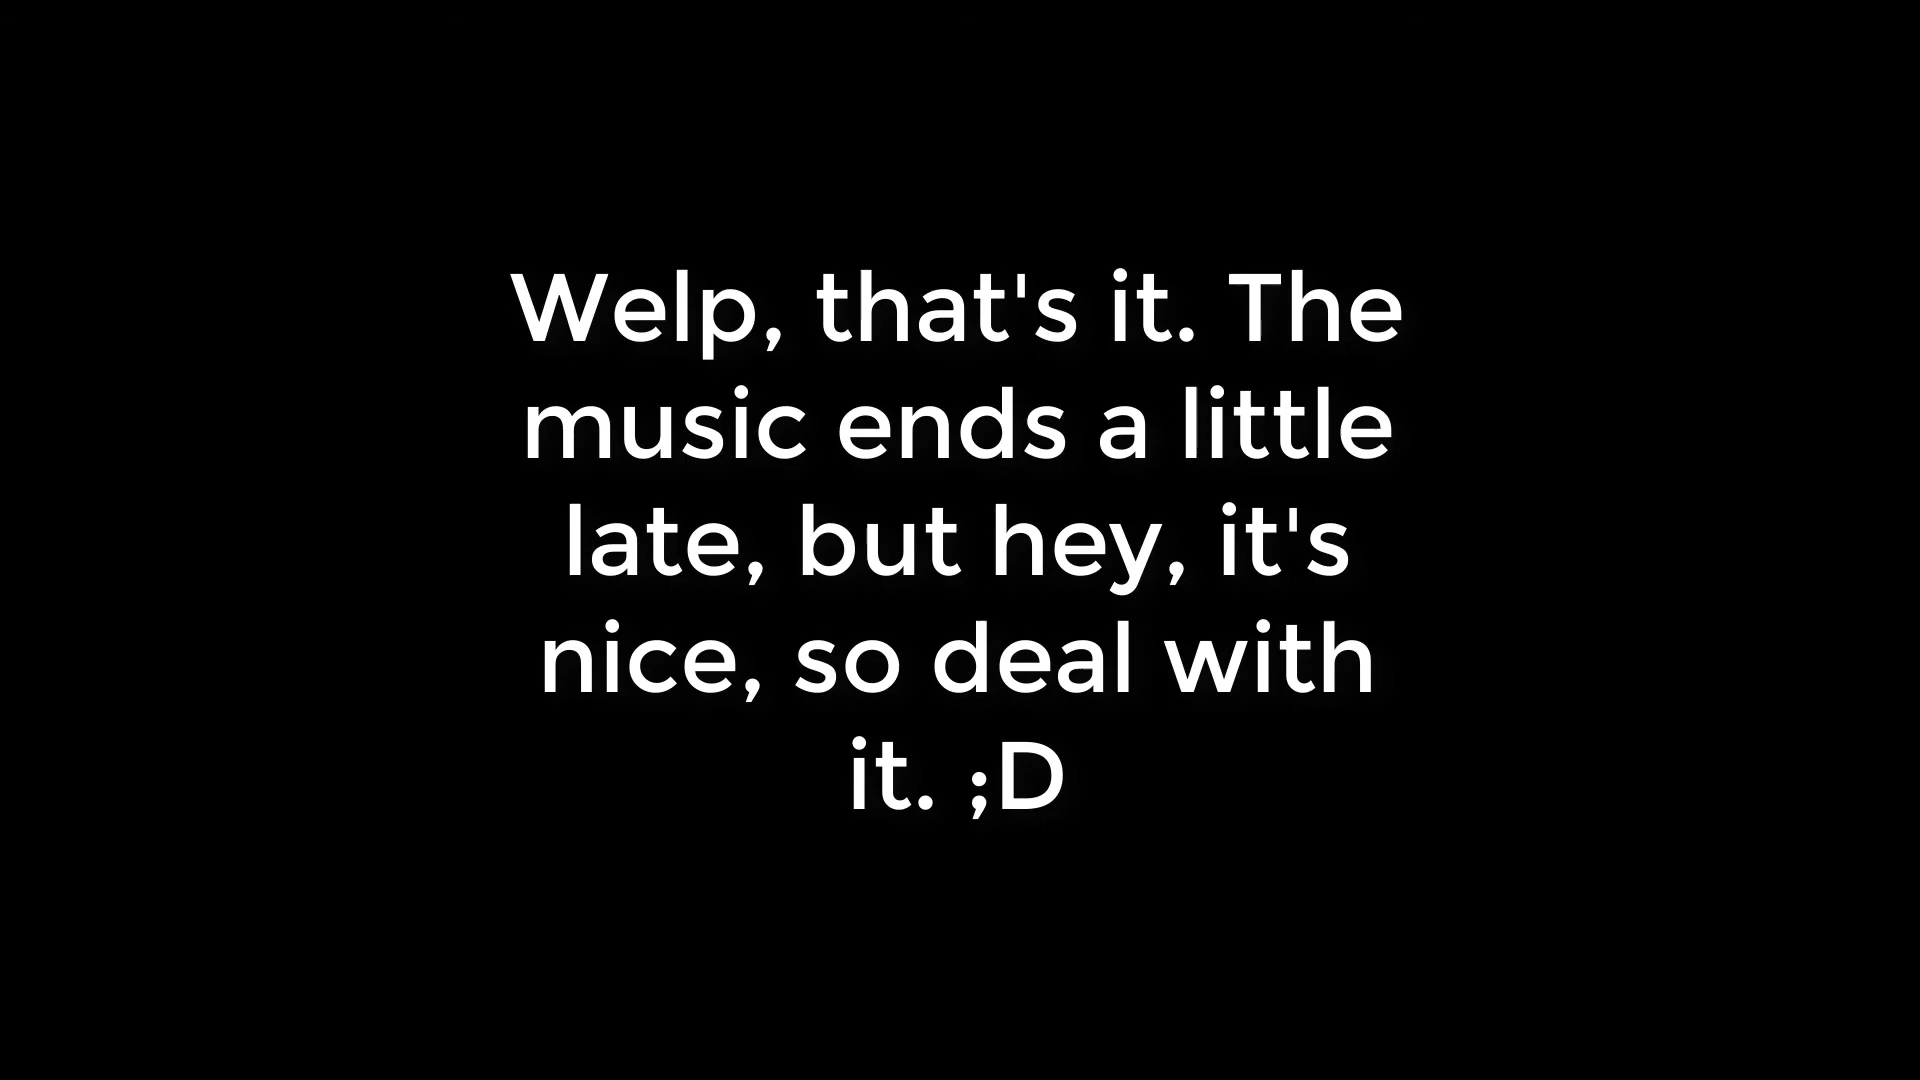 Welp, that's it. The
music ends a little
late, but hey, it's
nice, so deal with
it. ;D